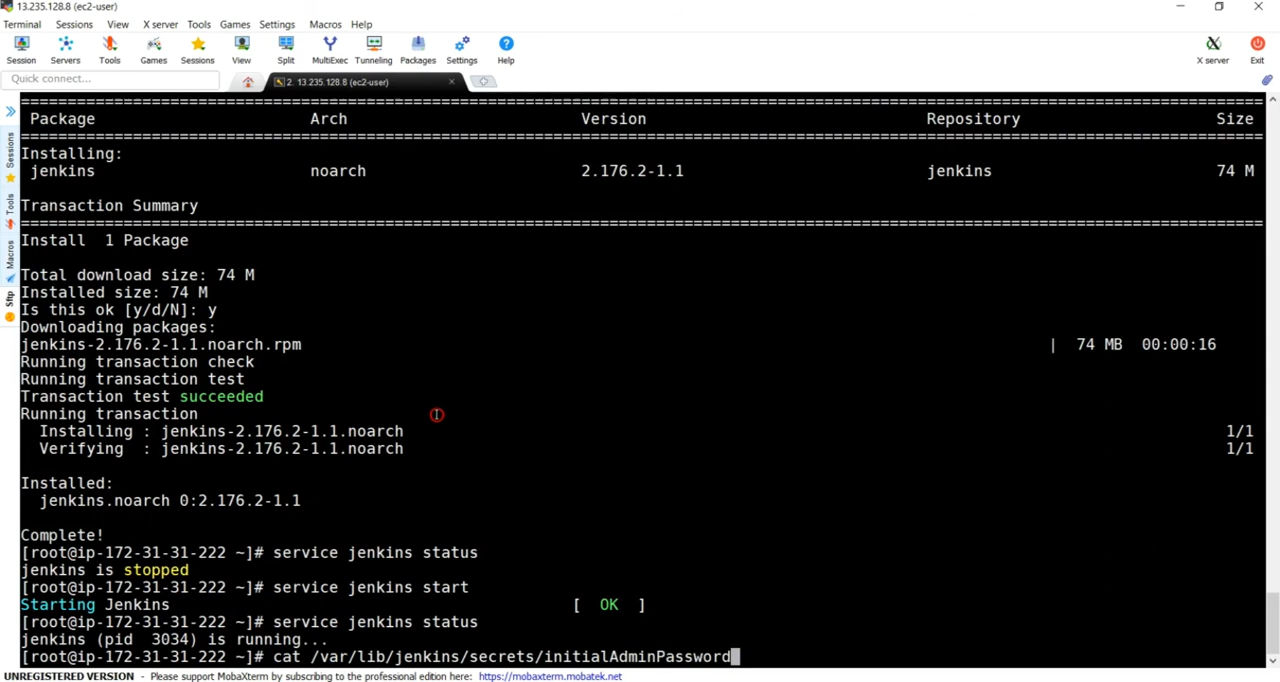 13.235.128.8 (ec2-user)
Terminal Sessions View X server Tools Games Settings Macros Help
Session Servers Tools Games Sessions View Split MultiExec Tunneling Packages Settings Help X server Exit
Quick connect...
2. 13.235.128.8 (ec2-user)
Sessions
Tools
Macros
Sftp
================================================================================
Package Arch Version Repository Size
================================================================================
Installing:
jenkins noarch 2.176.2-1.1 jenkins 74 M
Transaction Summary
================================================================================
Install 1 Package
Total download size: 74 M
Installed size: 74 M
Is this ok [y/d/N]: y
Downloading packages:
jenkins-2.176.2-1.1.noarch.rpm | 74 MB 00:00:16
Running transaction check
Running transaction test
Transaction test succeeded
Running transaction
Installing : jenkins-2.176.2-1.1.noarch 1/1
Verifying : jenkins-2.176.2-1.1.noarch 1/1
Installed:
jenkins.noarch 0:2.176.2-1.1
Complete!
[root@ip-172-31-31-222 ~]# service jenkins status
jenkins is stopped
[root@ip-172-31-31-222 ~]# service jenkins start
Starting Jenkins [ OK ]
[root@ip-172-31-31-222 ~]# service jenkins status
jenkins (pid 3034) is running...
[root@ip-172-31-31-222 ~]# cat /var/lib/jenkins/secrets/initialAdminPassword
UNREGISTERED VERSION - Please support MobaXterm by subscribing to the professional edition here: https://mobaxterm.mobatek.net